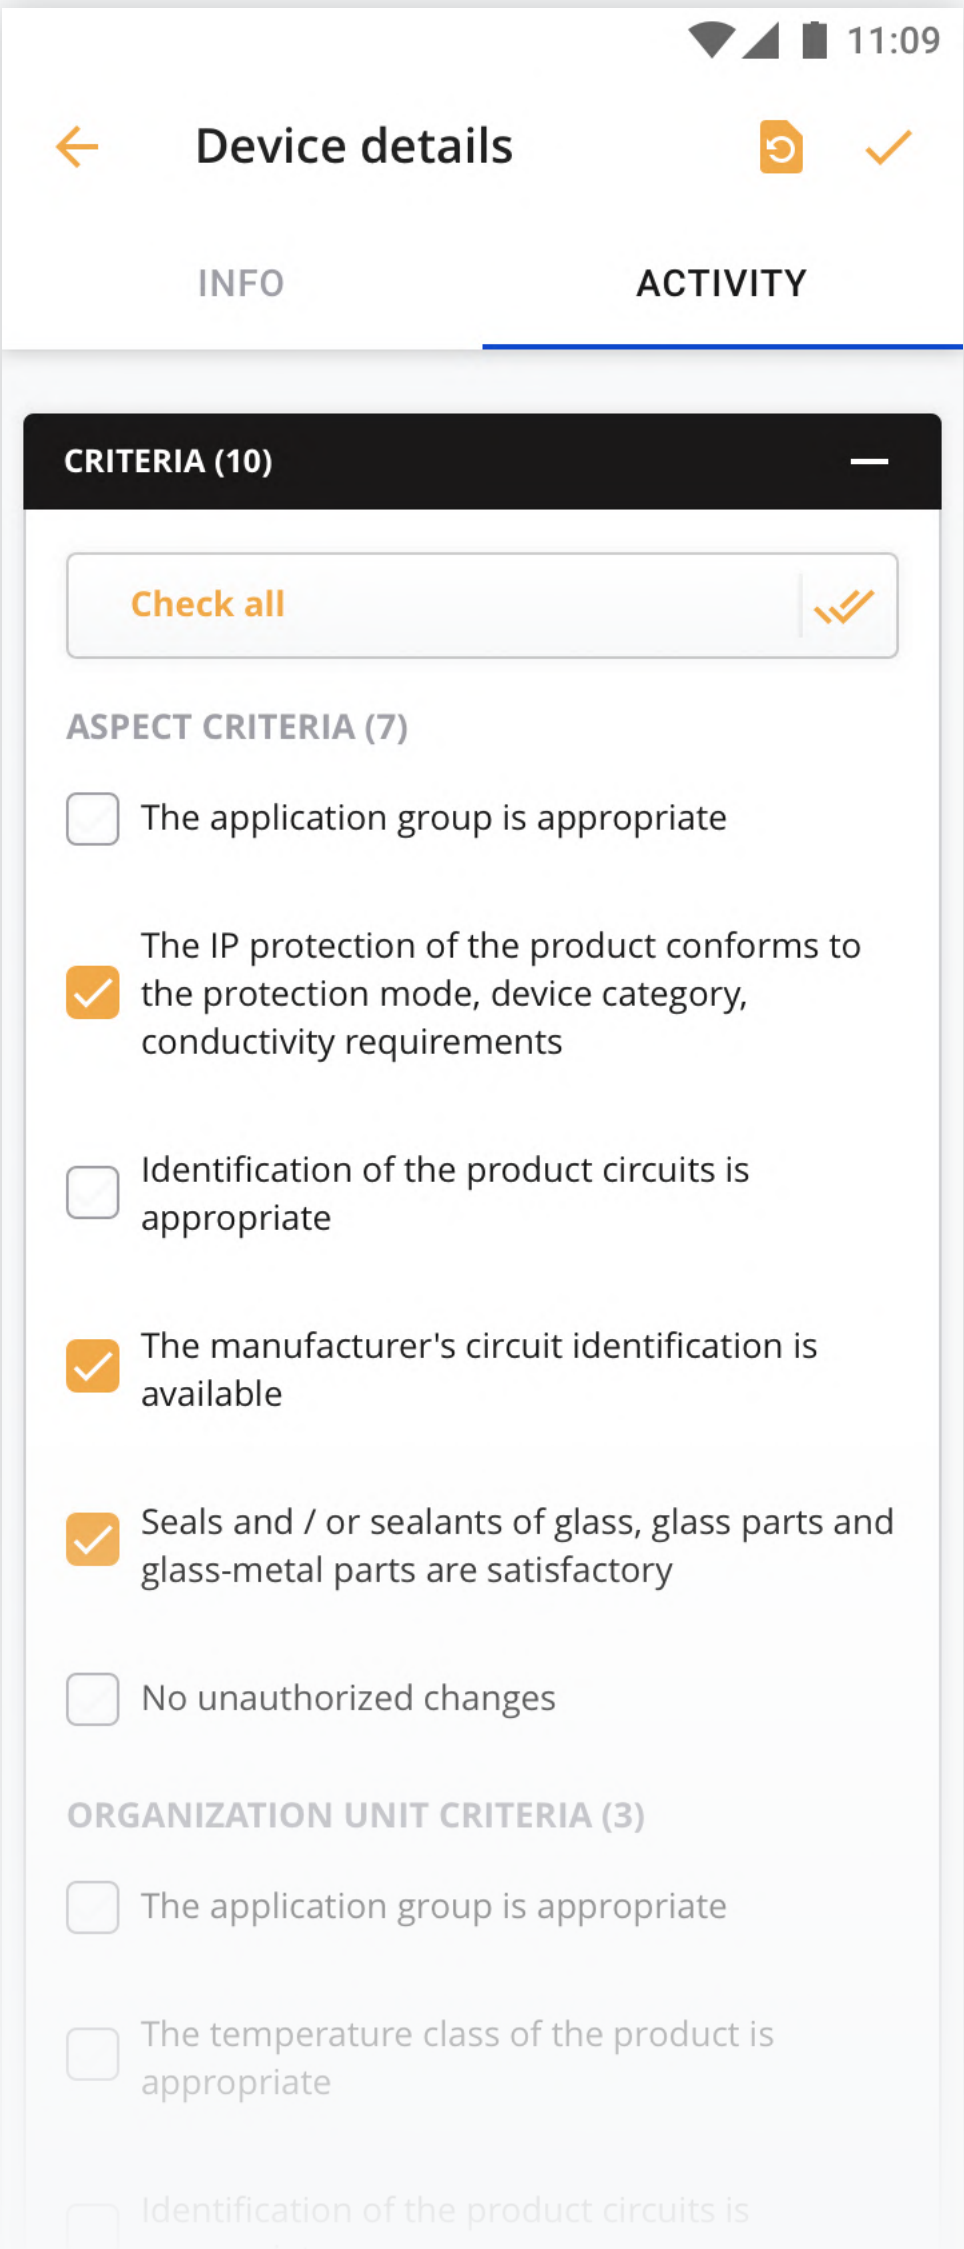 11:09
Device details
INFO
ACTIVITY
CRITERIA (10)
Check all
ASPECT CRITERIA (7)
The application group is appropriate
The IP protection of the product conforms to
the protection mode, device category,
conductivity requirements
Identification of the product circuits is
appropriate
The manufacturer's circuit identification is
available
Seals and / or sealants of glass, glass parts and
glass-metal parts are satisfactory
No unauthorized changes
ORGANIZATION UNIT CRITERIA (3)
The application group is appropriate
The temperature class of the product is
appropriate
Identification of the product circuits is